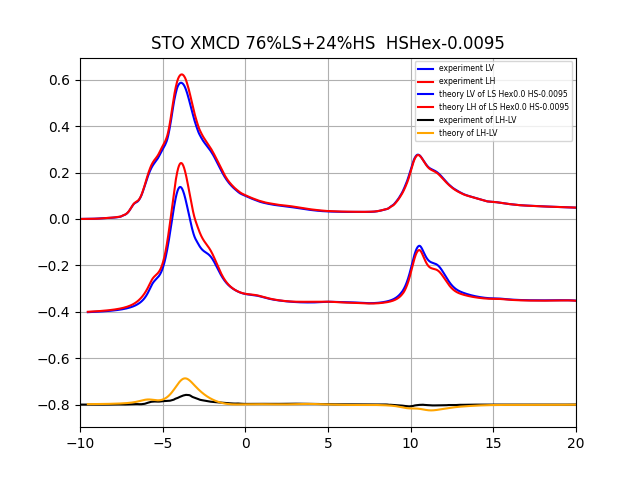 STO XMCD 76%LS+24%HS  HSHex-0.0095
experiment LV
experiment LH
theory LV of LS Hex0.0 HS-0.0095
theory LH of LS Hex0.0 HS-0.0095
experiment of LH-LV
theory of LH-LV
0.6
0.4
0.2
0.0
−0.2
−0.4
−0.6
−0.8
−10 −5 0 5 10 15 20